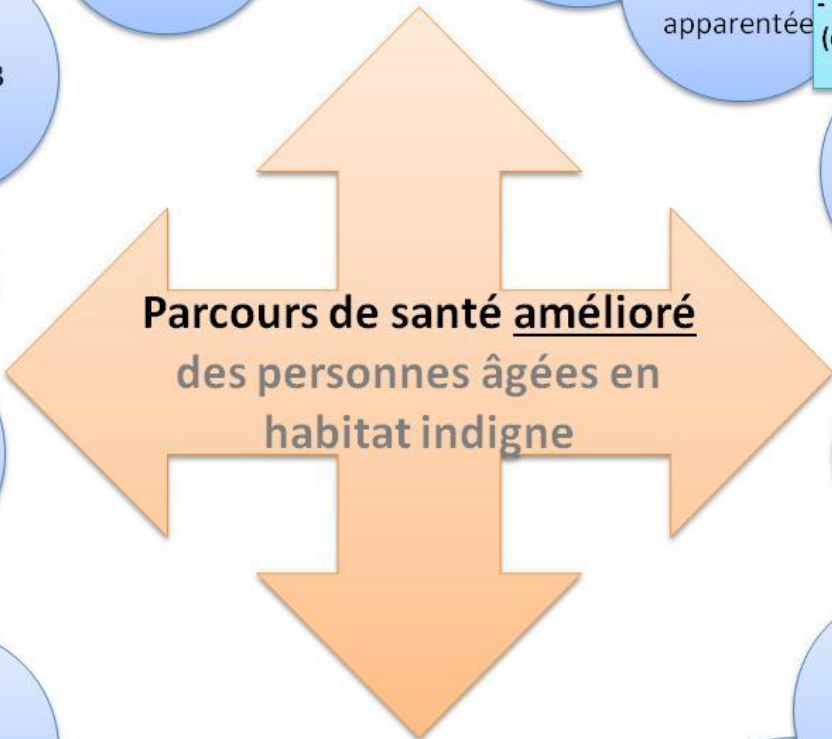 apparentée
Parcours de santé amélioré
des personnes âgées en
habitat indigne